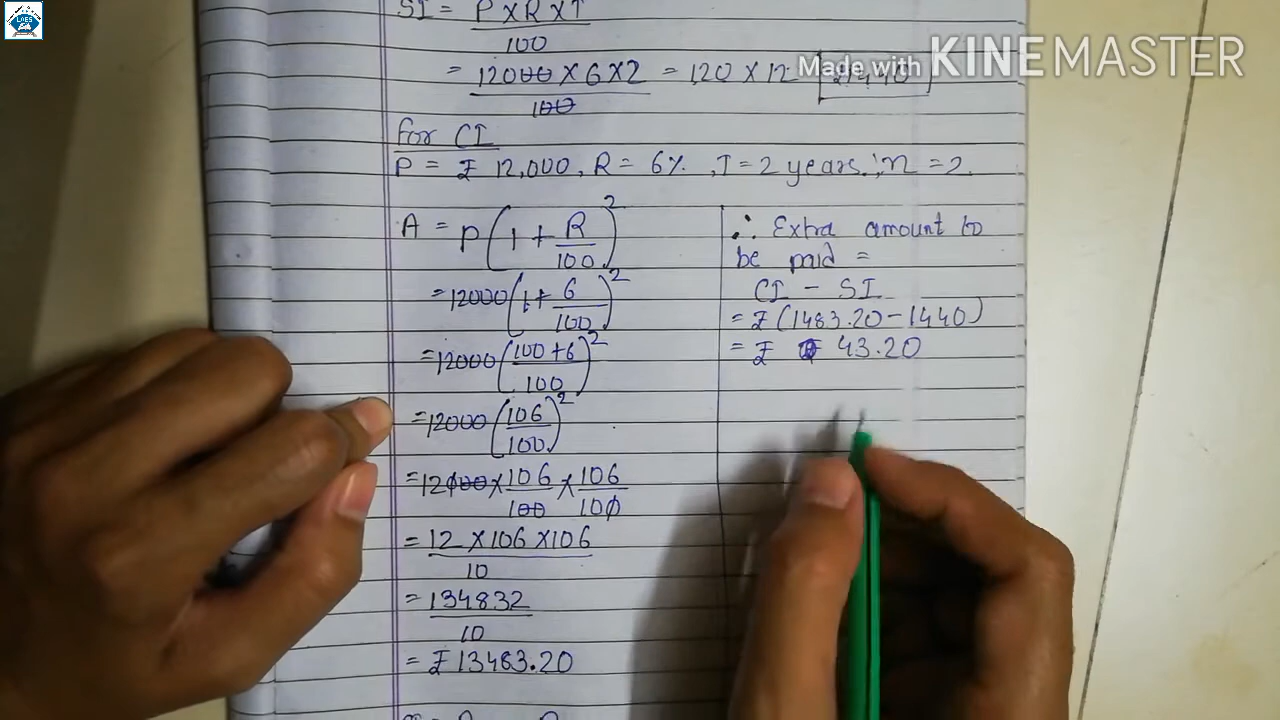 LAES
SI = P × R × T
100
= 12000 × 6 × 2 = 120 × 12
100
Made with KINEMASTER
for CI
P = ₹ 12,000, R = 6%, T = 2 years. ; n = 2.
A = P(1 + R/100)²
= 12000(1 + 6/100)²
= 12000(100 + 6/100)²
= 12000(106/100)²
= 12000 × 106/100 × 106/100
= 12 × 106 × 106
10
= 134832
10
= ₹ 13483.20
∴ Extra amount to
be paid =
CI - SI
= ₹ (1483.20 - 1440)
= ₹ 43.20